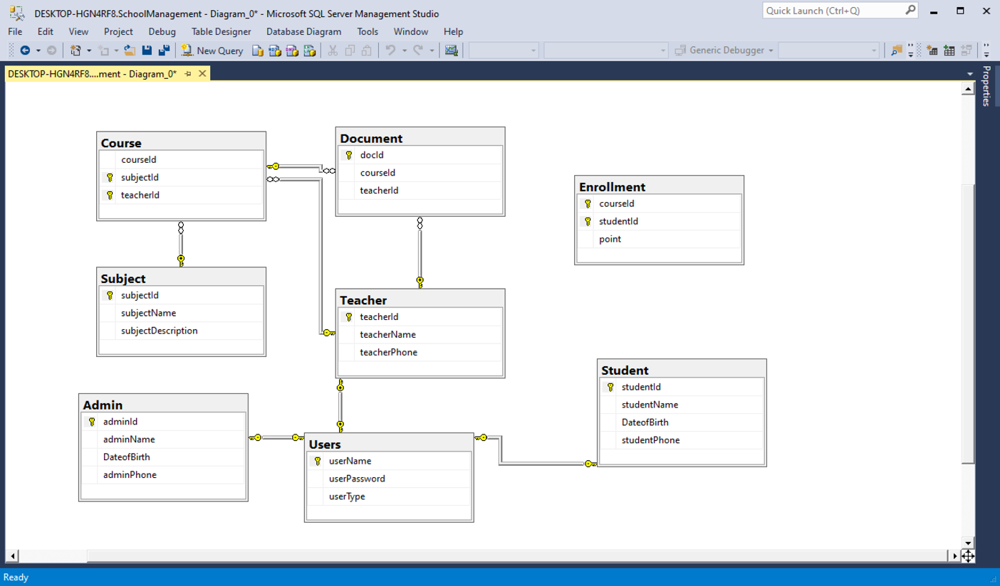 DESKTOP-HGN4RF8.SchoolManagement - Diagram_0* - Microsoft SQL Server Management Studio
Quick Launch (Ctrl+Q)
File Edit View Project Debug Table Designer Database Diagram Tools Window Help
New Query
Generic Debugger
DESKTOP-HGN4RF8....ment - Diagram_0*
Properties
Course
courseId
subjectId
teacherId
Document
docId
courseId
teacherId
Enrollment
courseId
studentId
point
Subject
subjectId
subjectName
subjectDescription
Teacher
teacherId
teacherName
teacherPhone
Student
studentId
studentName
DateofBirth
studentPhone
Admin
adminId
adminName
DateofBirth
adminPhone
Users
userName
userPassword
userType
Ready